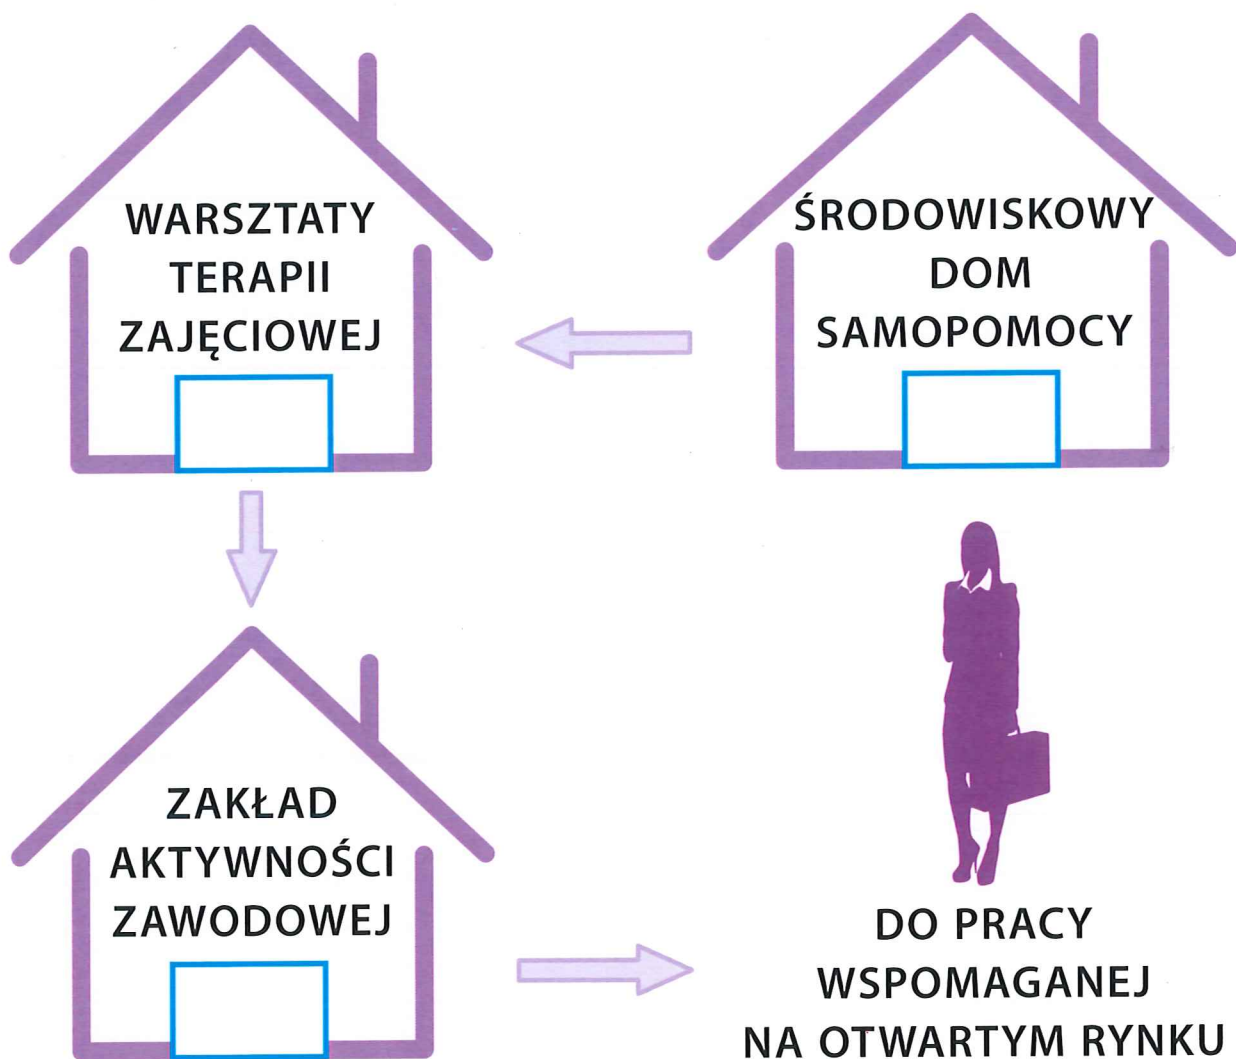 WARSZTATY
TERAPII
ZAJĘCIOWEJ
ŚRODOWISKOWY
DOM
SAMOPOMOCY
ZAKŁAD
AKTYWNOŚCI
ZAWODOWEJ
DO PRACY
WSPOMAGANEJ
NA OTWARTYM RYNKU